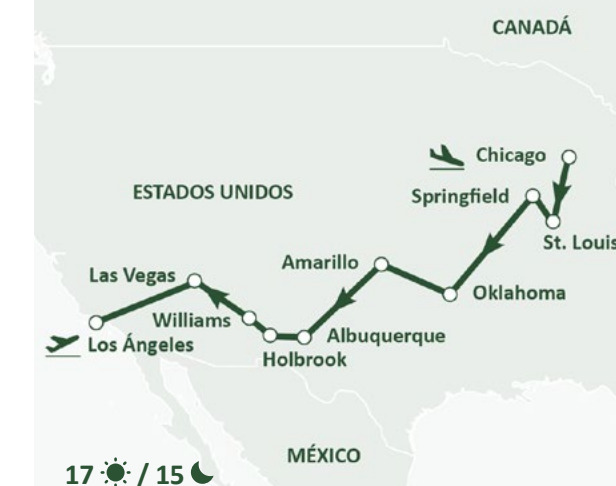 CANADÁ
Chicago
ESTADOS UNIDOS
Springfield
St. Louis
Amarillo
Las Vegas
Oklahoma
Williams
Albuquerque
Los Ángeles
Holbrook
MÉXICO
17 / 15